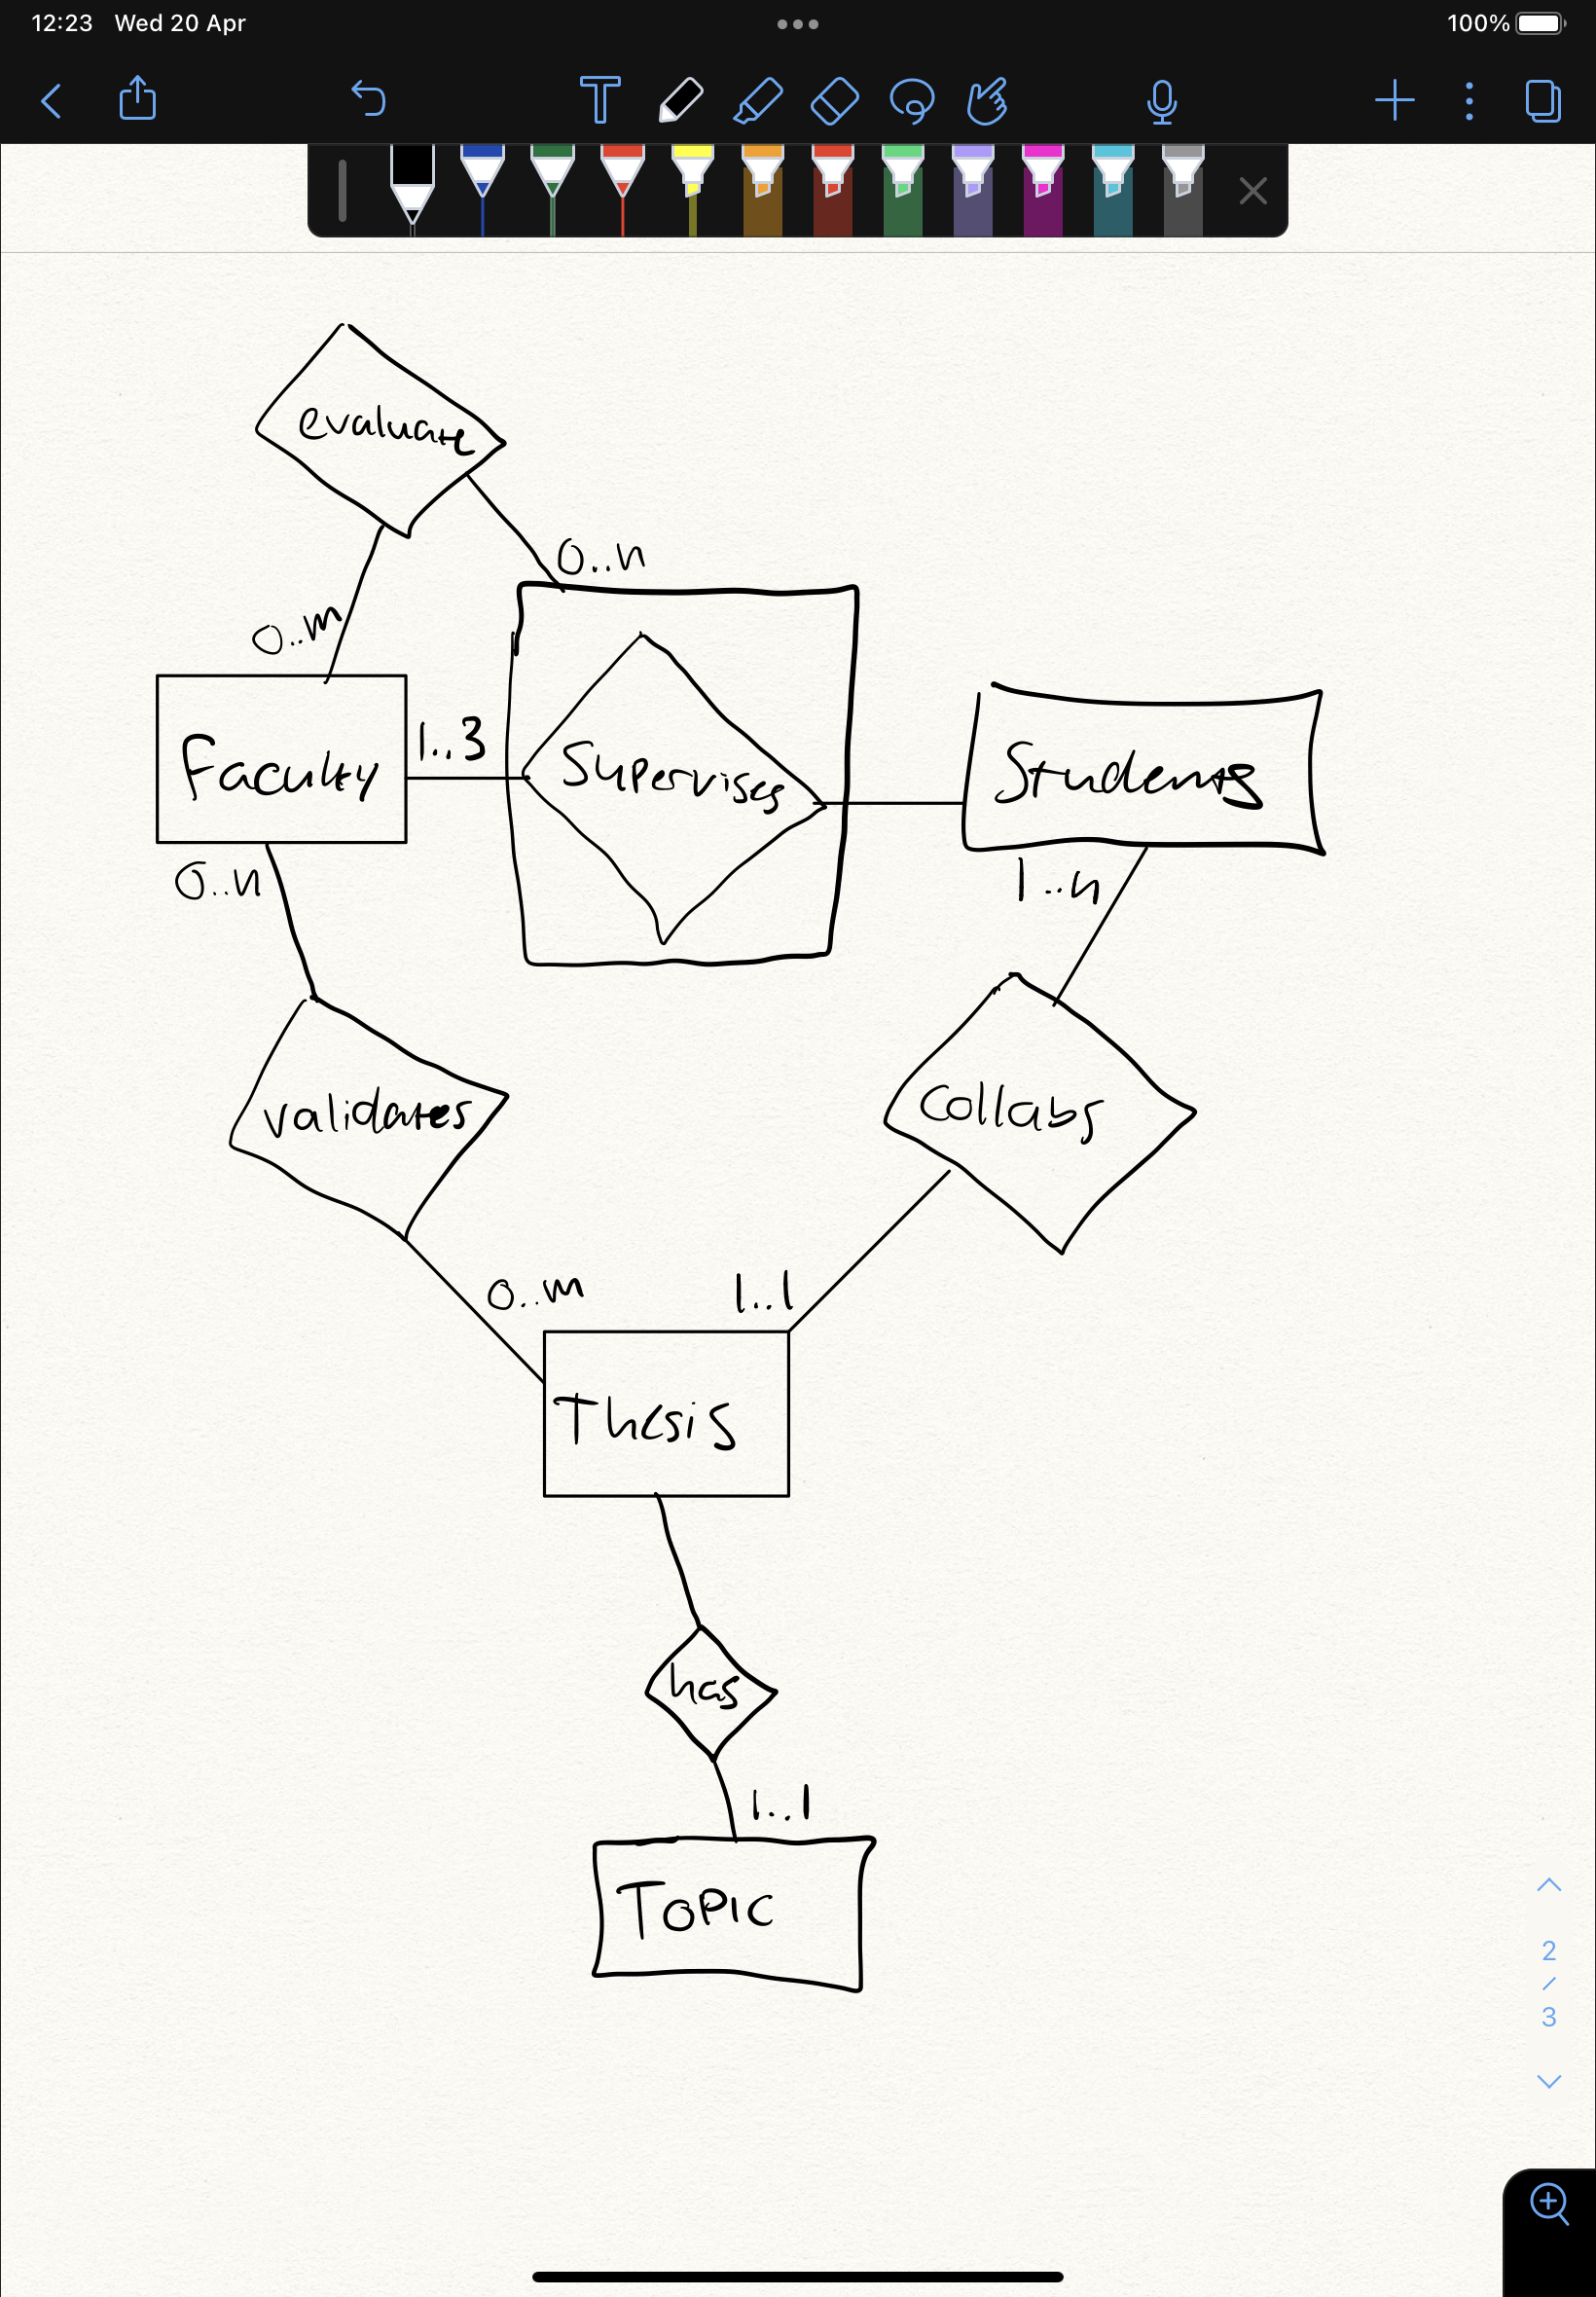 12:23 Wed 20 Apr
100%
T
evaluate
0..n
0..m
Faculty
1..3
Supervises
Students
0..n
1..n
validates
Collabs
0..m
1..1
Thesis
has
1..1
Topic
2
/
3